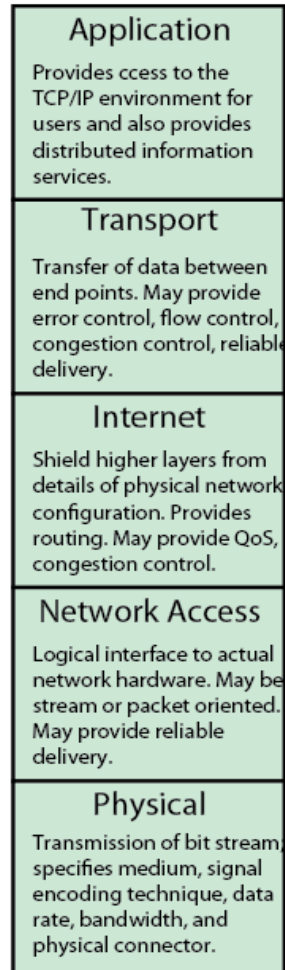 Application
Provides ccess to the
TCP/IP environment for
users and also provides
distributed information
services.
Transport
Transfer of data between
end points. May provide
error control, flow control,
congestion control, reliable
delivery.
Internet
Shield higher layers from
details of physical network
configuration. Provides
routing. May provide QoS,
congestion control.
Network Access
Logical interface to actual
network hardware. May be
stream or packet oriented.
May provide reliable
delivery.
Physical
Transmission of bit stream;
specifies medium, signal
encoding technique, data
rate, bandwidth, and
physical connector.